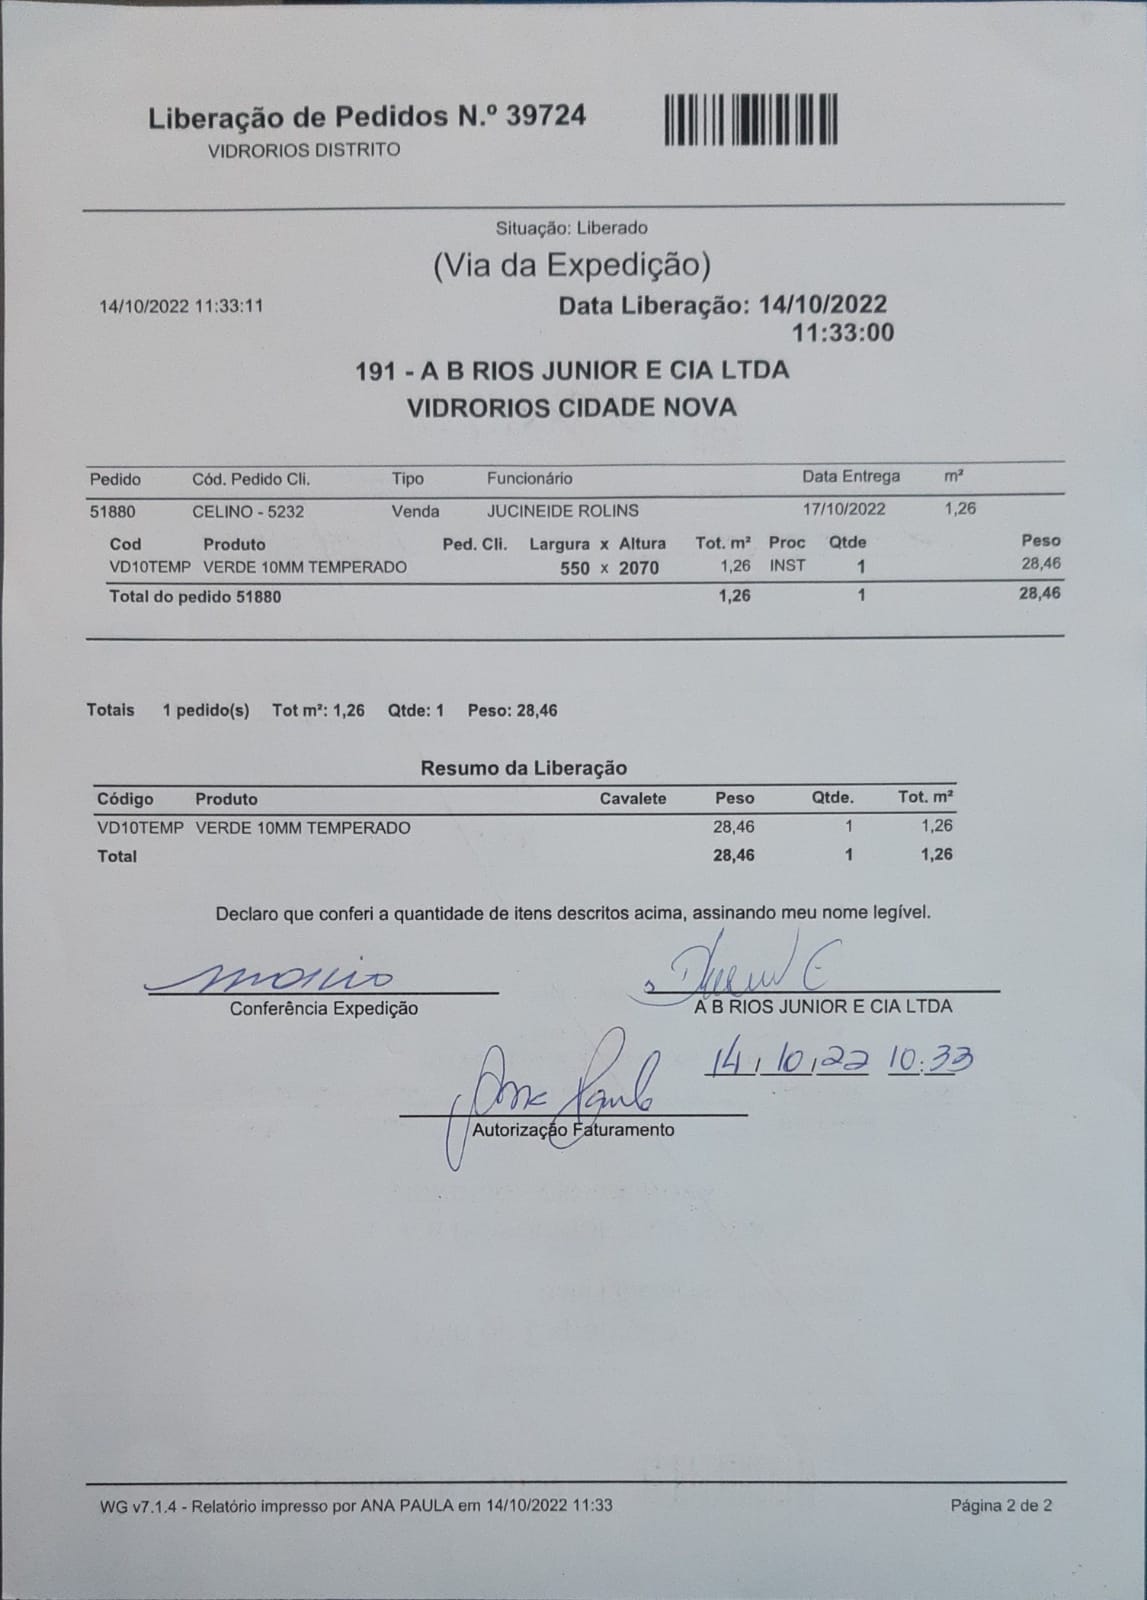 Liberação de Pedidos N.º 39724
VIDRORIOS DISTRITO
Situação: Liberado
(Via da Expedição)
14/10/2022 11:33:11
Data Liberação: 14/10/2022
11:33:00
191 - A B RIOS JUNIOR E CIA LTDA
VIDRORIOS CIDADE NOVA
Pedido Cód. Pedido Cli. Tipo Funcionário Data Entrega m²
51880 CELINO - 5232 Venda JUCINEIDE ROLINS 17/10/2022 1,26
Cod Produto Ped. Cli. Largura x Altura Tot. m² Proc Qtde Peso
VD10TEMP VERDE 10MM TEMPERADO 550 x 2070 1,26 INST 1 28,46
Total do pedido 51880 1,26 1 28,46
Totais 1 pedido(s) Tot m²: 1,26 Qtde: 1 Peso: 28,46
Resumo da Liberação
Código Produto Cavalete Peso Qtde. Tot. m²
VD10TEMP VERDE 10MM TEMPERADO 28,46 1 1,26
Total 28,46 1 1,26
Declaro que conferi a quantidade de itens descritos acima, assinando meu nome legível.
Conferência Expedição
A B RIOS JUNIOR E CIA LTDA
14, 10, 22 10:33
Ana Paula
Autorização Faturamento
WG v7.1.4 - Relatório impresso por ANA PAULA em 14/10/2022 11:33
Página 2 de 2